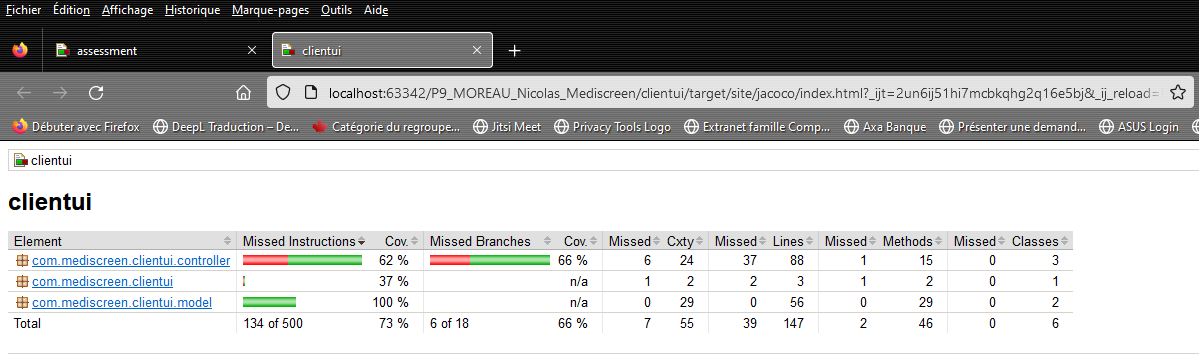 Fichier Édition Affichage Historique Marque-pages Outils Aide
assessment clientui
localhost:63342/P9_MOREAU_Nicolas_Mediscreen/clientui/target/site/jacoco/index.html?_ijt=2un6ij51hi7mcbkqhg2q16e5bj&_ij_reload=
Débuter avec Firefox DeepL Traduction – De... Catégorie du regroupe... Jitsi Meet Privacy Tools Logo Extranet famille Comp... Axa Banque Présenter une demand... ASUS Login
clientui
clientui
Element Missed Instructions Cov. Missed Branches Cov. Missed Cxty Missed Lines Missed Methods Missed Classes
com.mediscreen.clientui.controller 62 % 66 % 6 24 37 88 1 15 0 3
com.mediscreen.clientui 37 % n/a 1 2 2 3 1 2 0 1
com.mediscreen.clientui.model 100 % n/a 0 29 0 56 0 29 0 2
Total 134 of 500 73 % 6 of 18 66 % 7 55 39 147 2 46 0 6